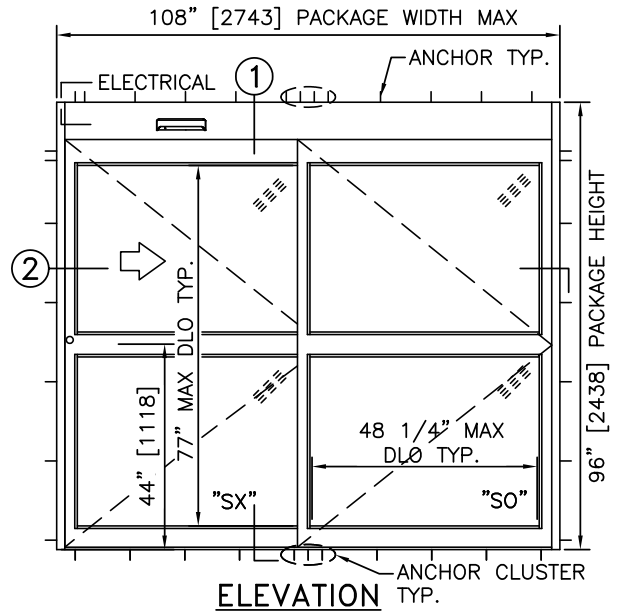 108" [2743] PACKAGE WIDTH MAX
ANCHOR TYP.
ELECTRICAL
1
2
77" MAX DLO TYP.
44" [1118]
96" [2438] PACKAGE HEIGHT
48 1/4" MAX
DLO TYP.
"SX"
"SO"
ANCHOR CLUSTER
TYP.
ELEVATION